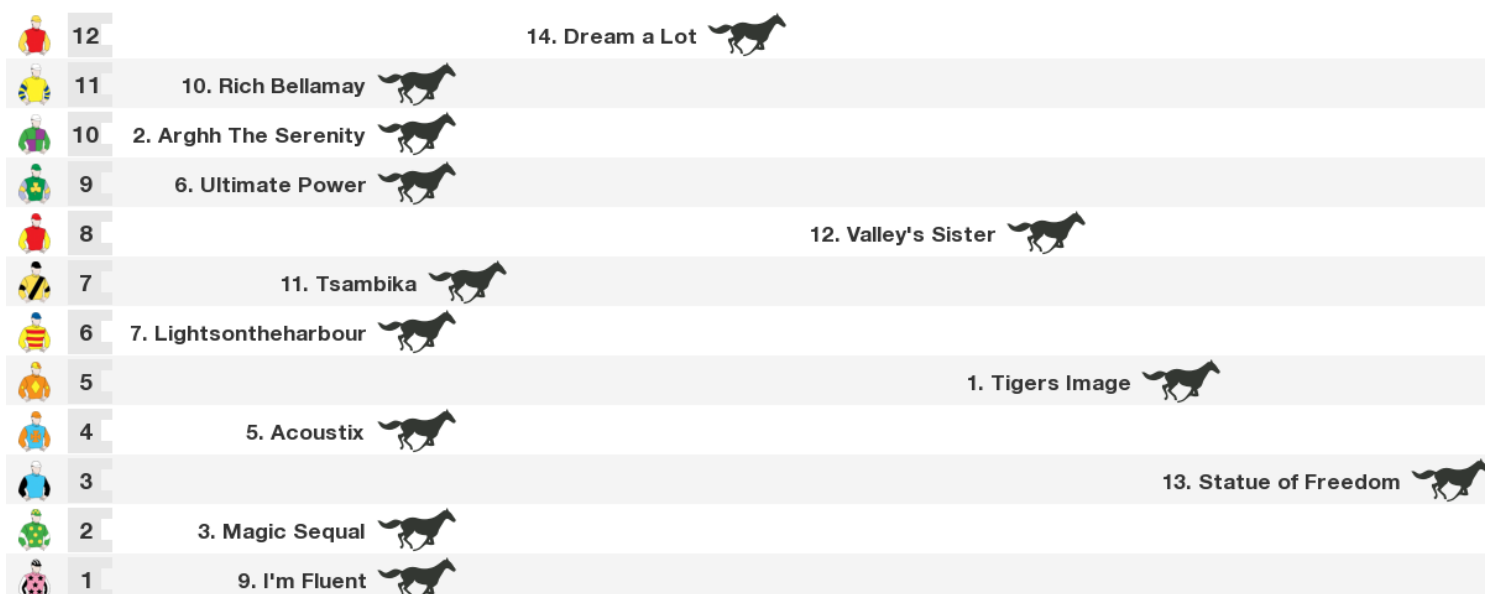 12 14. Dream a Lot
11 10. Rich Bellamay
10 2. Arghh The Serenity
9 6. Ultimate Power
8 12. Valley's Sister
7 11. Tsambika
6 7. Lightsontheharbour
5 1. Tigers Image
4 5. Acoustix
3 13. Statue of Freedom
2 3. Magic Sequal
1 9. I'm Fluent